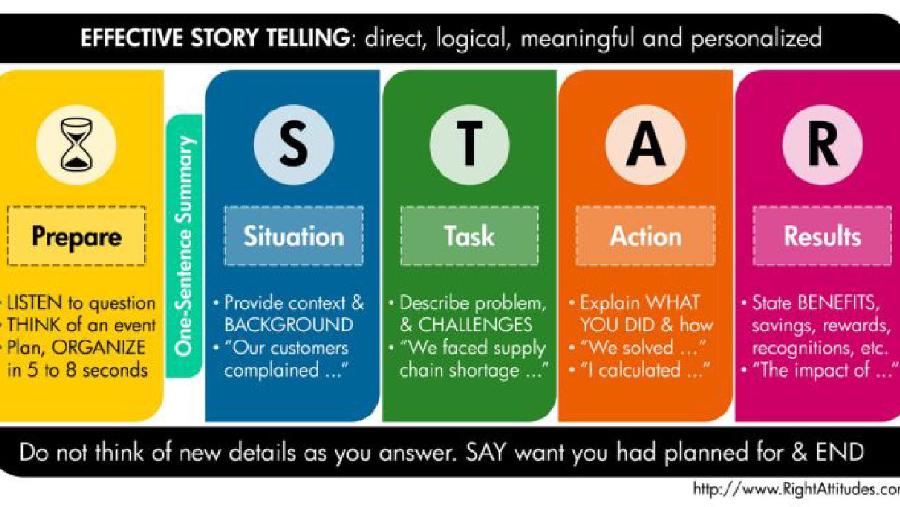 EFFECTIVE STORY TELLING: direct, logical, meaningful and personalized
Prepare
• LISTEN to question
• THINK of an event
• Plan, ORGANIZE
in 5 to 8 seconds
One-Sentence Summary
S
Situation
• Provide context &
BACKGROUND
• "Our customers
complained ..."
T
Task
• Describe problem,
& CHALLENGES
• "We faced supply
chain shortage ..."
A
Action
• Explain WHAT
YOU DID & how
• "We solved ..."
• "I calculated ..."
R
Results
• State BENEFITS,
savings, rewards,
recognitions, etc.
• "The impact of ..."
Do not think of new details as you answer. SAY want you had planned for & END
http://www.RightAttitudes.com